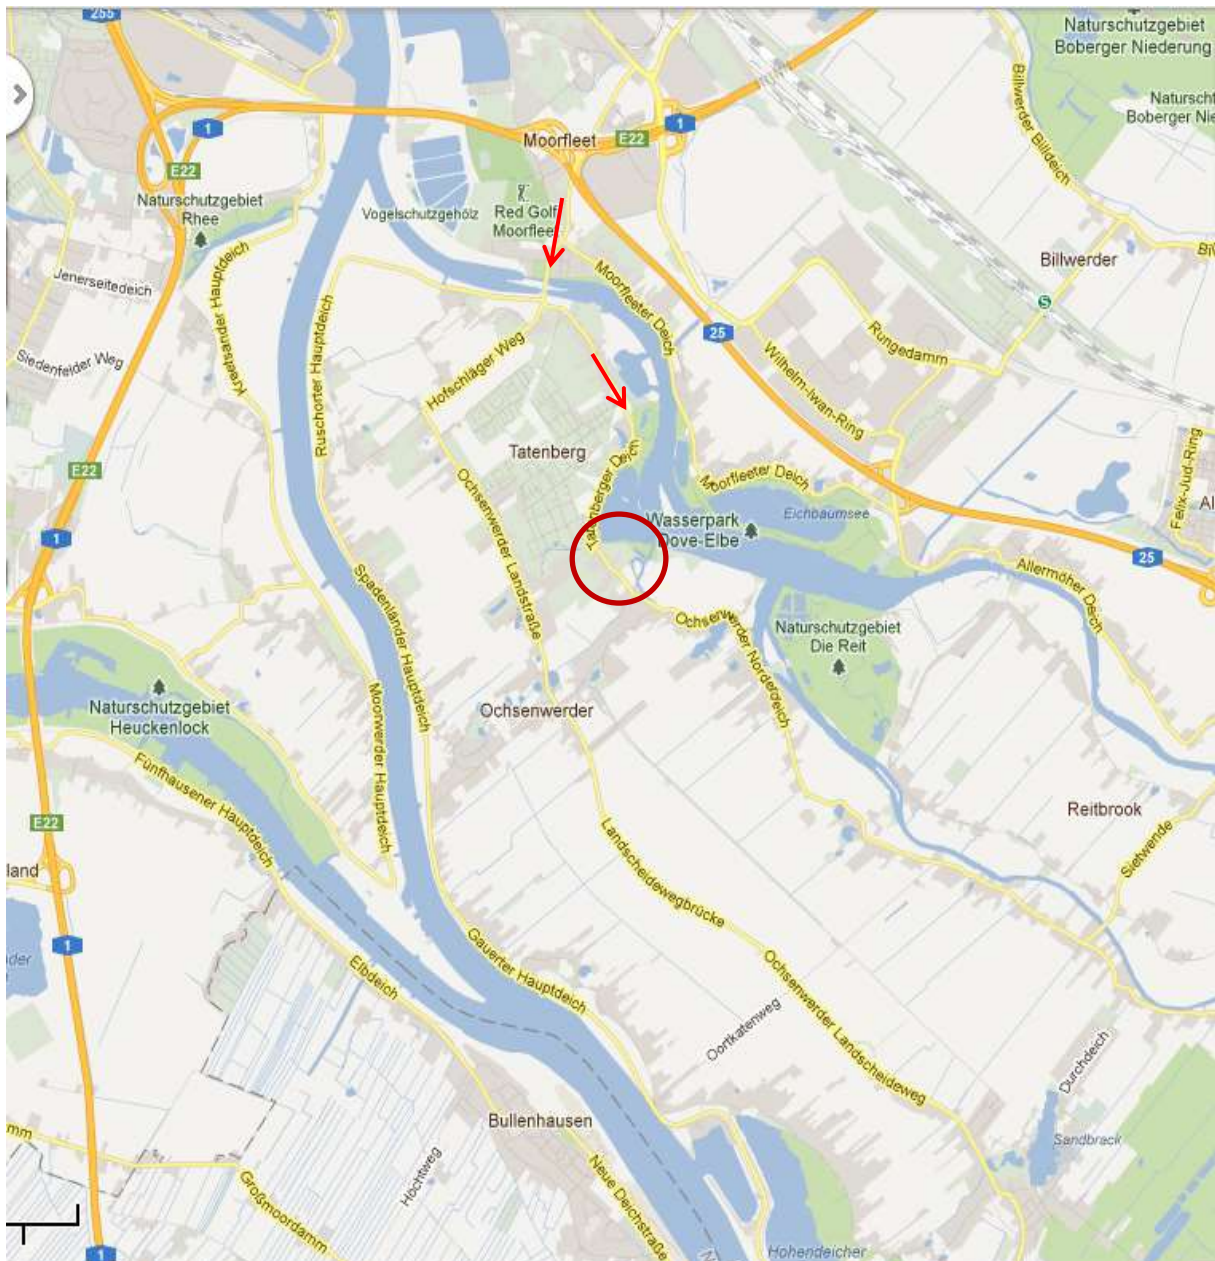 255
Naturschutzgebiet
Boberger Niederung
Naturscht
Boberger Nie
Billwerder Billdeich
1
1
E22
Moorfleet
E22
Naturschutzgebiet
Rhee
Vogelschutzgehölz
Red Golf
Moorfleet
Jenerseitedeich
Kreetsander Hauptdeich
Ruschorter Hauptdeich
Moorfleeter Deich
Billwerder
S
25
Rungedamm
Siedenfelder Weg
Hofschläger Weg
Wilhelm-Iwan-Ring
Tatenberg
Tatenberger Deich
E22
Moorfleeter Deich
Felix-Jud-Ring
Al
Ochsenwerder Landstraße
Eichbaumsee
Wasserpark
Dove-Elbe
1
25
Allermöher Deich
Spadenländer Hauptdeich
Ochsenwerder Norderdeich
Naturschutzgebiet
Die Reit
Naturschutzgebiet
Heuckenlock
Moorwerder Hauptdeich
Ochsenwerder
Fünfhausener Hauptdeich
Reitbrook
E22
Landscheidewegbrücke
Sietwende
land
1
Gauerter Hauptdeich
Elbdeich
Ochsenwerder Landscheideweg
Oortkatenweg
Durchdeich
Bullenhausen
Sandbrack
Höchtweg
Neue Deichstraße
Großmoordamm
1
Hohendeicher